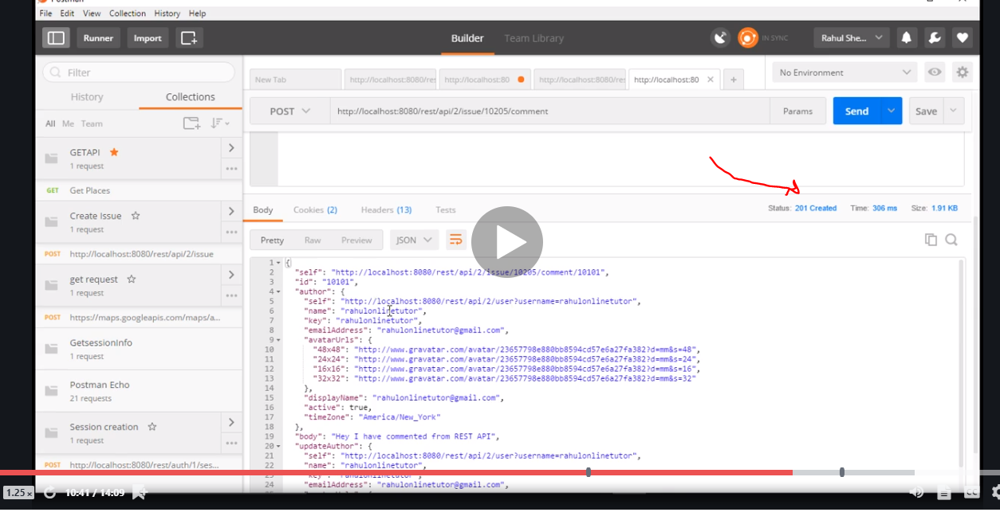 Postman
File Edit View Collection History Help
Runner Import Builder Team Library IN SYNC Rahul She...
Filter
History Collections
All Me Team
GETAPI
1 request
GET Get Places
Create Issue
1 request
POST http://localhost:8080/rest/api/2/issue
get request
1 request
POST https://maps.googleapis.com/maps/a...
GetsessionInfo
1 request
Postman Echo
21 requests
Session creation
1 request
POST http://localhost:8080/rest/auth/1/ses...
New Tab http://localhost:8080/res http://localhost:80 http://localhost:8080/res http://localhost:80 No Environment
POST http://localhost:8080/rest/api/2/issue/10205/comment Params Send Save
Body Cookies (2) Headers (13) Tests Status: 201 Created Time: 306 ms Size: 1.91 KB
Pretty Raw Preview JSON
1 {
2 "self": "http://localhost:8080/rest/api/2/issue/10205/comment/10101",
3 "id": "10101",
4 "author": {
5 "self": "http://localhost:8080/rest/api/2/user?username=rahulonlinetutor",
6 "name": "rahulonlinetutor",
7 "key": "rahulonlinetutor",
8 "emailAddress": "rahulonlinetutor@gmail.com",
9 "avatarUrls": {
10 "48x48": "http://www.gravatar.com/avatar/23657798e880bb8594cd57e6a27fa382?d=mm&s=48",
11 "24x24": "http://www.gravatar.com/avatar/23657798e880bb8594cd57e6a27fa382?d=mm&s=24",
12 "16x16": "http://www.gravatar.com/avatar/23657798e880bb8594cd57e6a27fa382?d=mm&s=16",
13 "32x32": "http://www.gravatar.com/avatar/23657798e880bb8594cd57e6a27fa382?d=mm&s=32"
14 },
15 "displayName": "rahulonlinetutor@gmail.com",
16 "active": true,
17 "timeZone": "America/New_York"
18 },
19 "body": "Hey I have commented from REST API",
20 "updateAuthor": {
21 "self": "http://localhost:8080/rest/api/2/user?username=rahulonlinetutor",
22 "name": "rahulonlinetutor",
23 "key": "rahulonlinetutor",
24 "emailAddress": "rahulonlinetutor@gmail.com",
1.25 x 10:41 / 14:09 CC